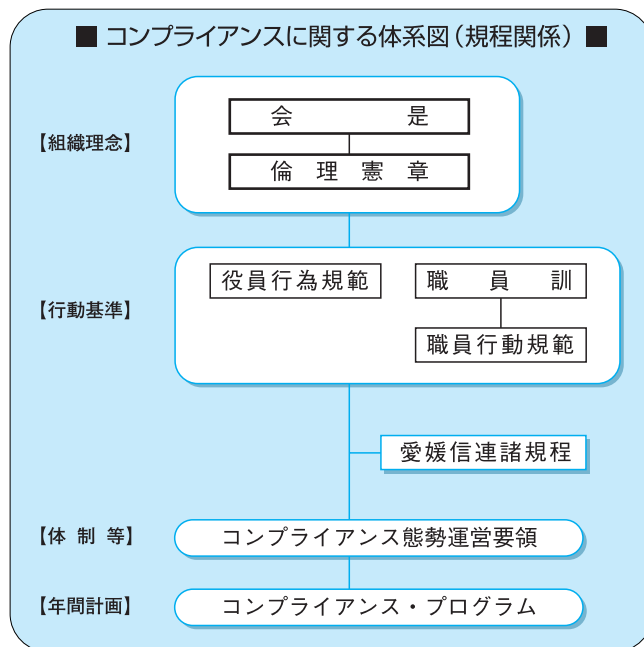 ■ コンプライアンスに関する体系図(規程関係) ■
【組織理念】
会是
倫理憲章
【行動基準】
役員行為規範
職員訓
職員行動規範
愛媛信連諸規程
【体制等】
コンプライアンス態勢運営要領
【年間計画】
コンプライアンス・プログラム